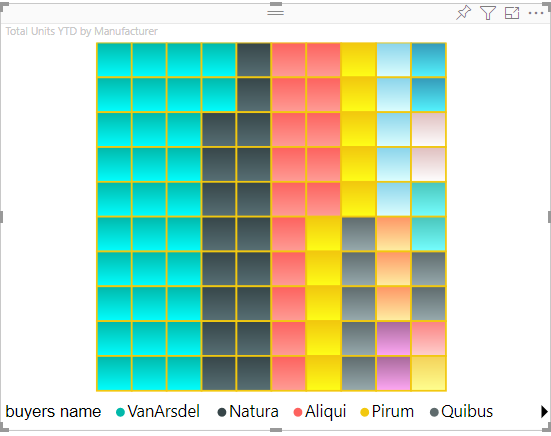 Total Units YTD by Manufacturer
buyers name VanArsdel Natura Aliqui Pirum Quibus